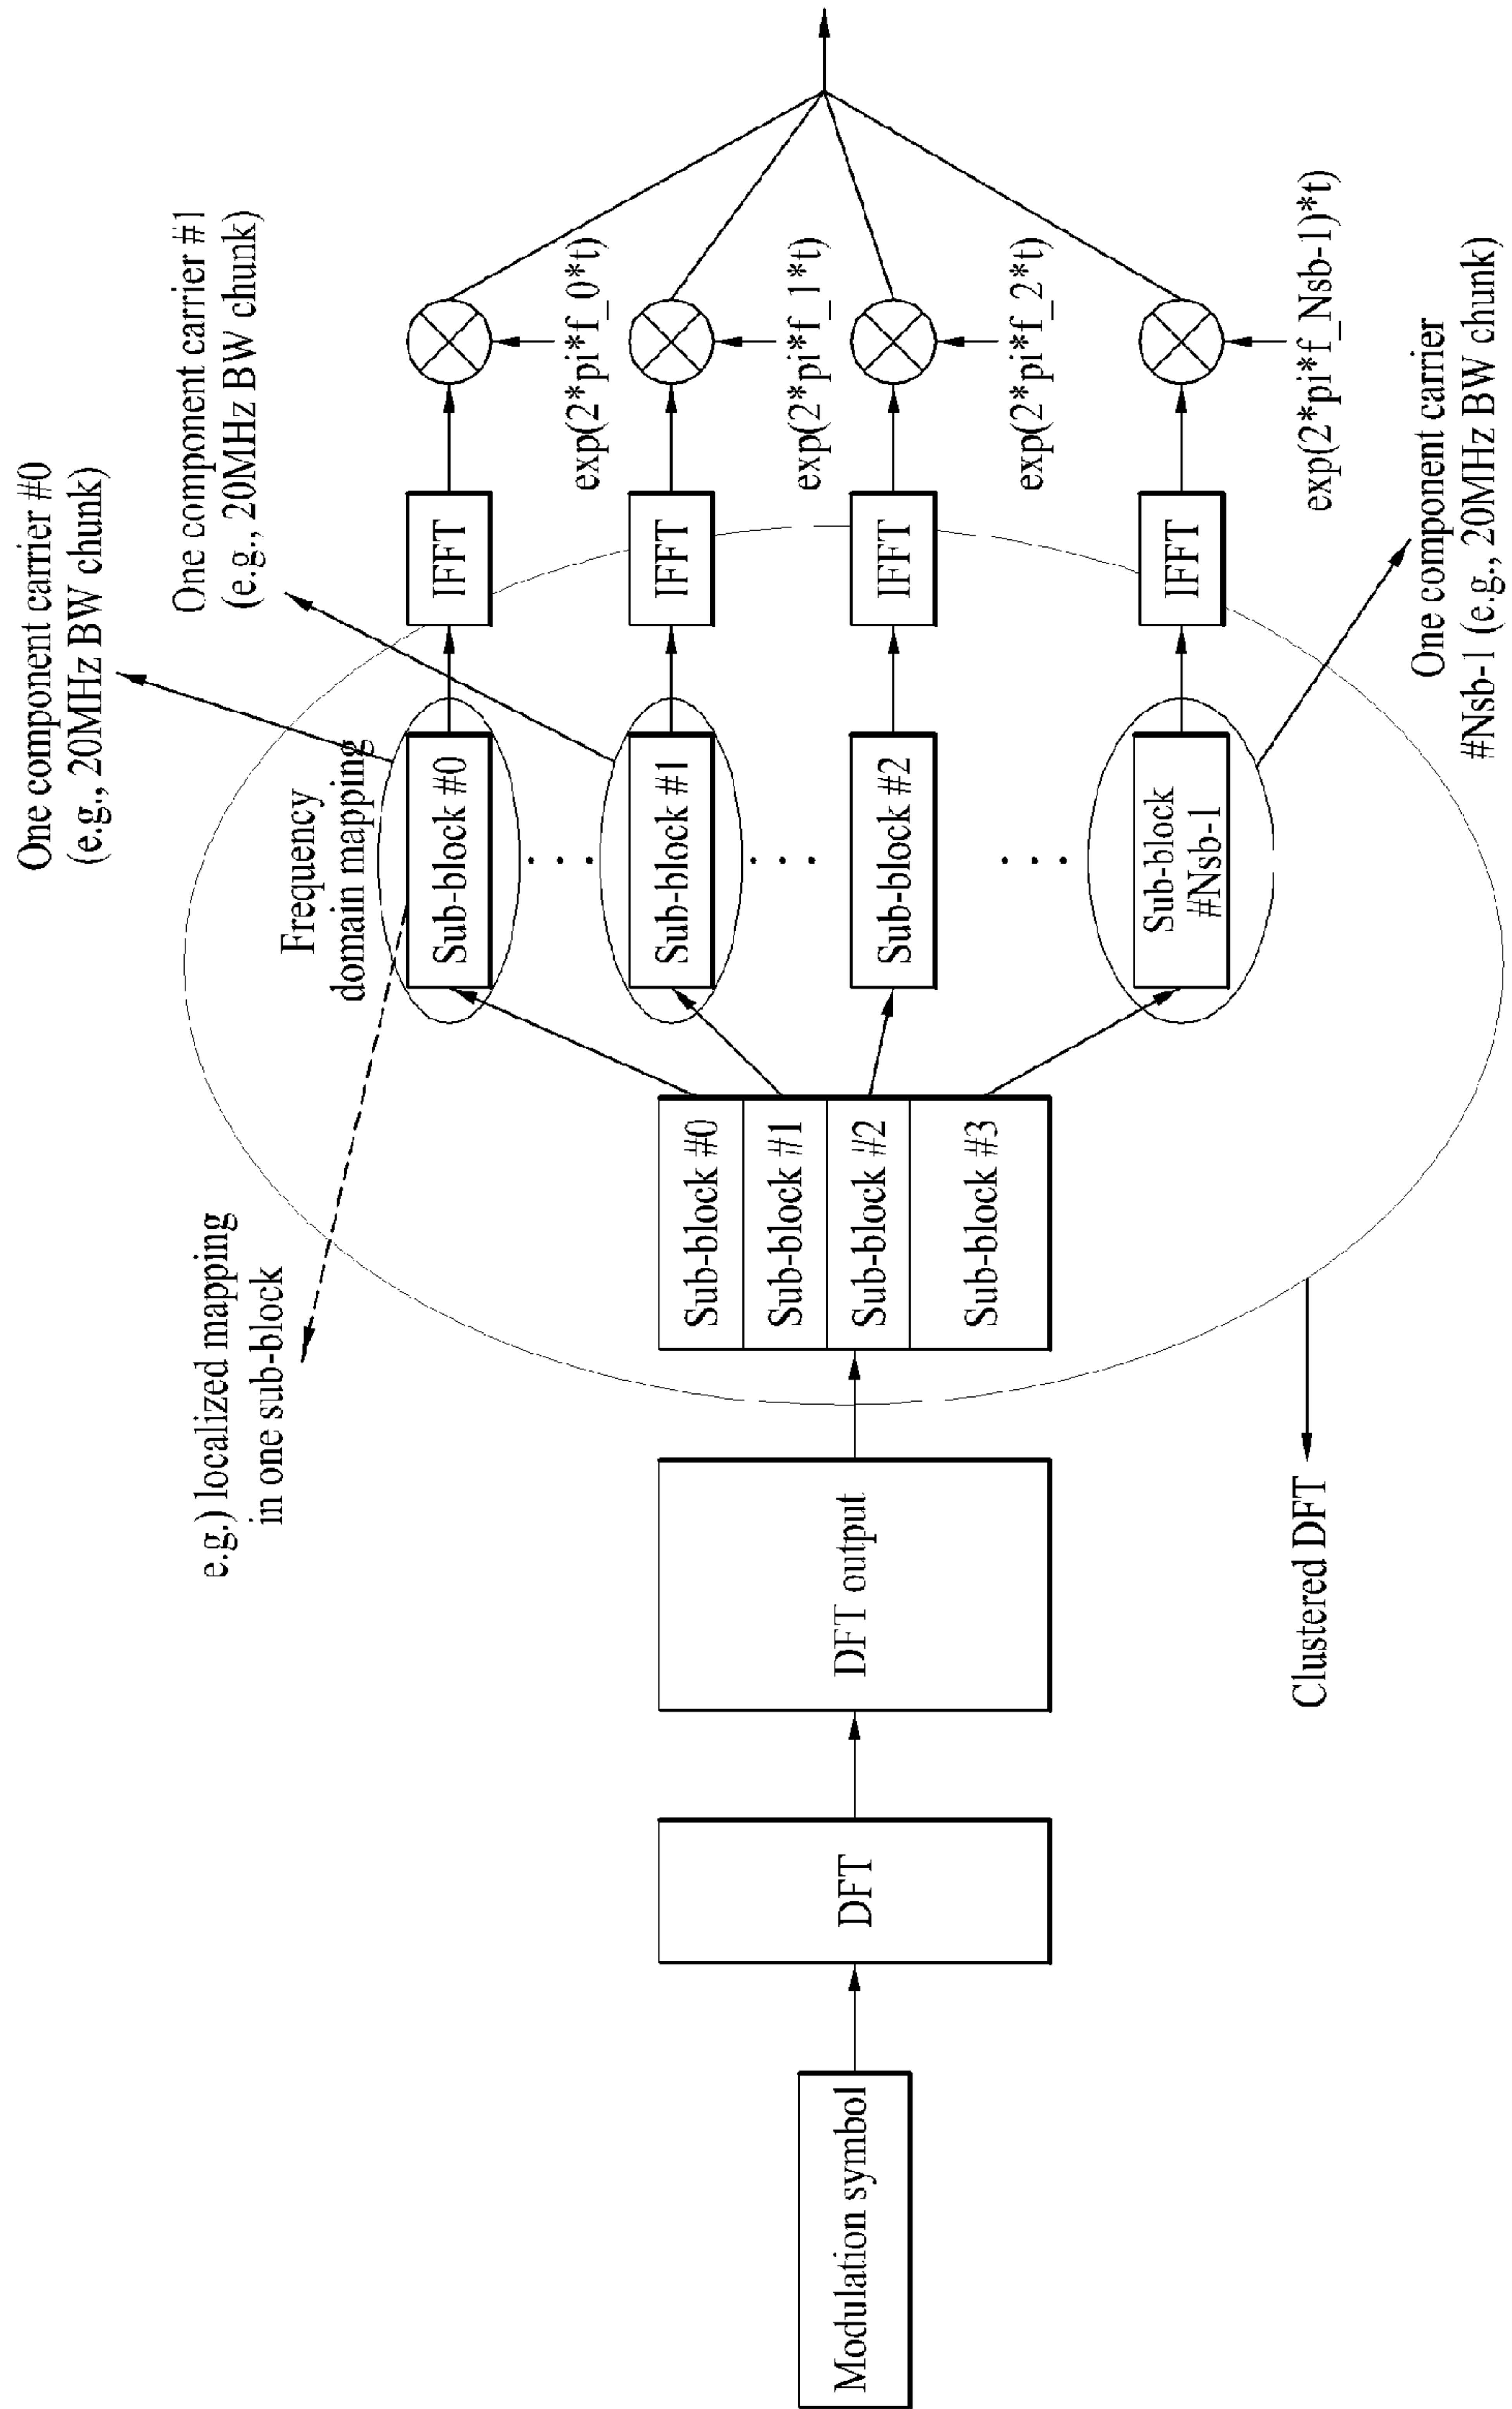 One component carrier #0
(e.g., 20MHz BW chunk)
One component carrier #1
(e.g., 20MHz BW chunk)
e.g.) localized mapping
in one sub-block
Frequency
domain mapping
Modulation symbol
DFT
DFT output
Sub-block #0
Sub-block #1
Sub-block #2
Sub-block #3
Sub-block #0
IFFT
exp(2*pi*f_0*t)
. . .
Sub-block #1
IFFT
exp(2*pi*f_1*t)
. . .
Sub-block #2
IFFT
exp(2*pi*f_2*t)
. . .
Sub-block
#Nsb-1
IFFT
exp(2*pi*f_Nsb-1)*t)
Clustered DFT
One component carrier
#Nsb-1 (e.g., 20MHz BW chunk)